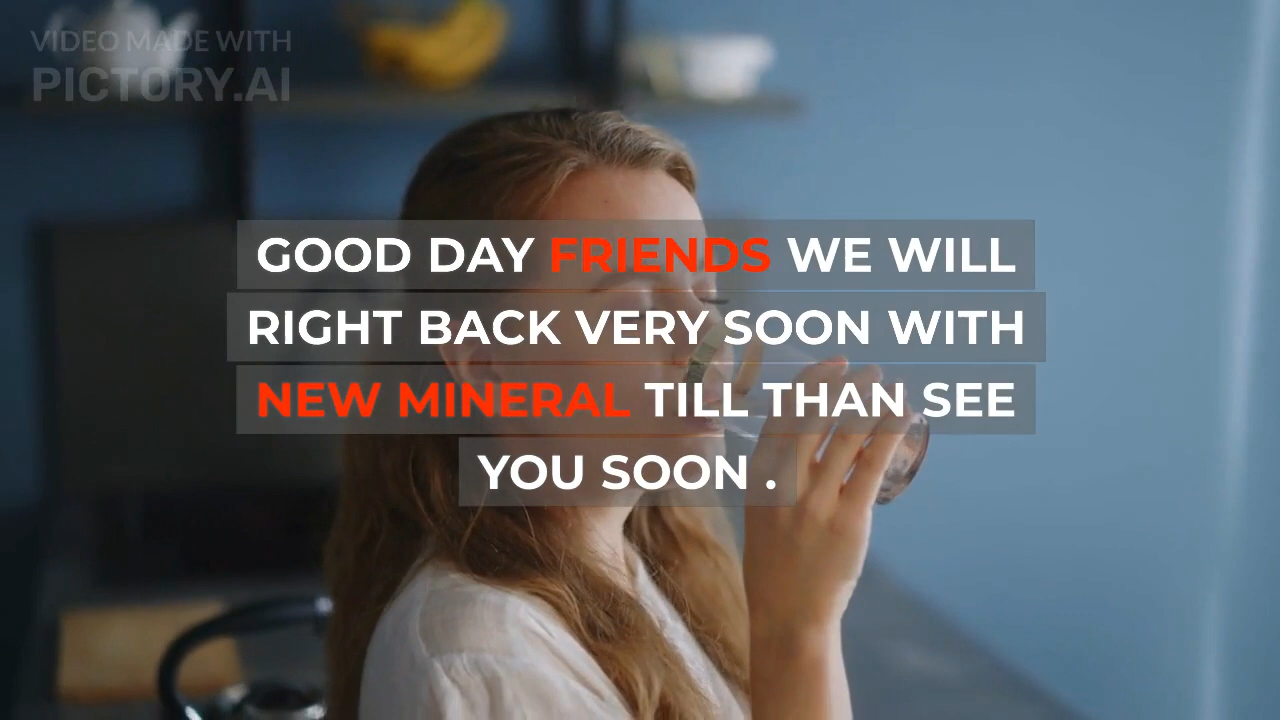 VIDEO MADE WITH
PICTORY.AI
GOOD DAY FRIENDS WE WILL
RIGHT BACK VERY SOON WITH
NEW MINERAL TILL THAN SEE
YOU SOON .